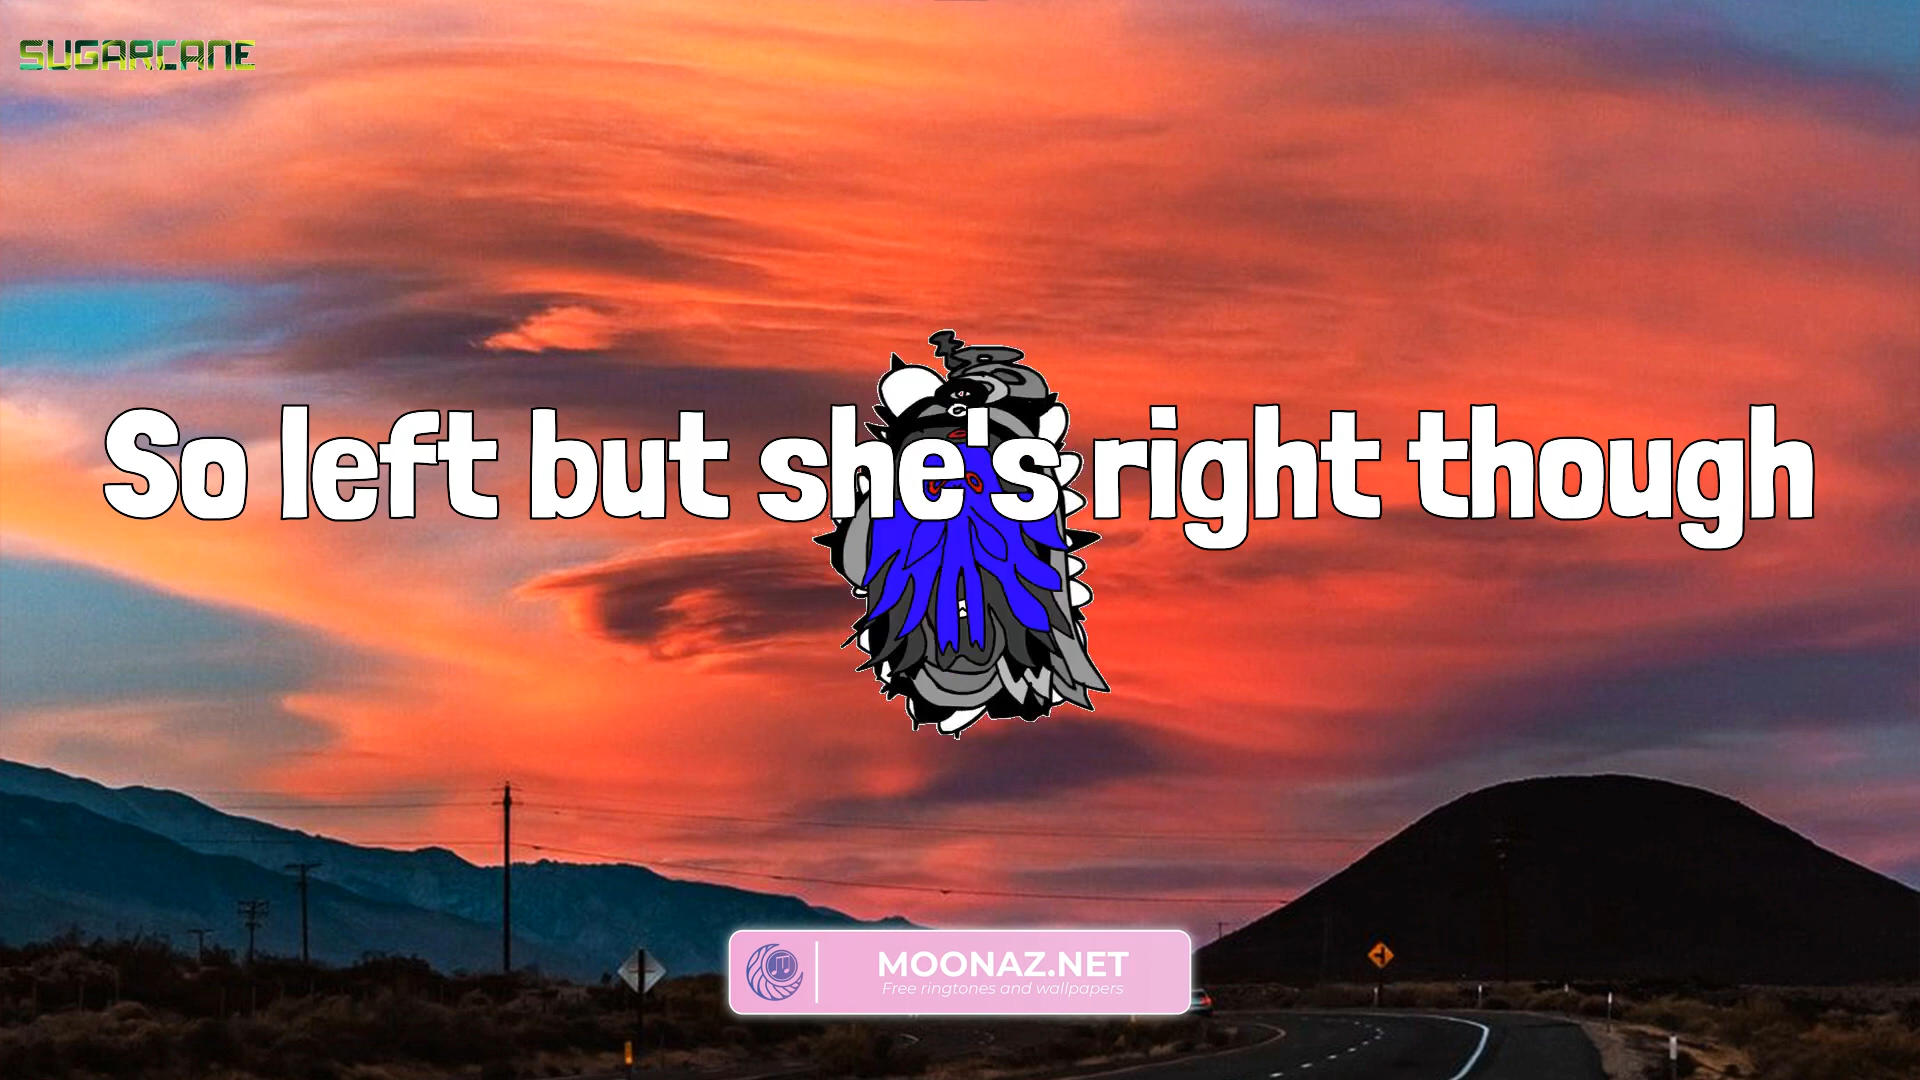 SUGARCANE
So left but she's right though
MOONAZ.NET
Free ringtones and wallpapers